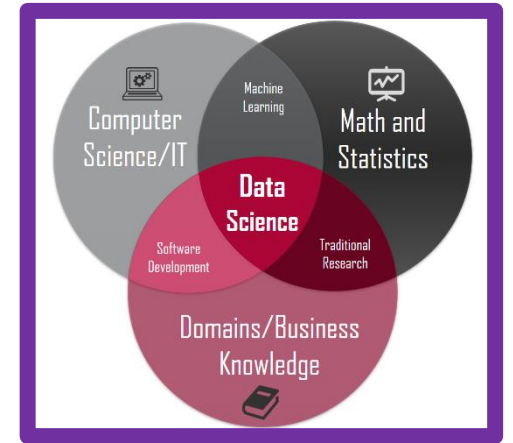 Machine
Learning
Computer
Science/IT
Math and
Statistics
Data
Science
Software
Development
Traditional
Research
Domains/Business
Knowledge